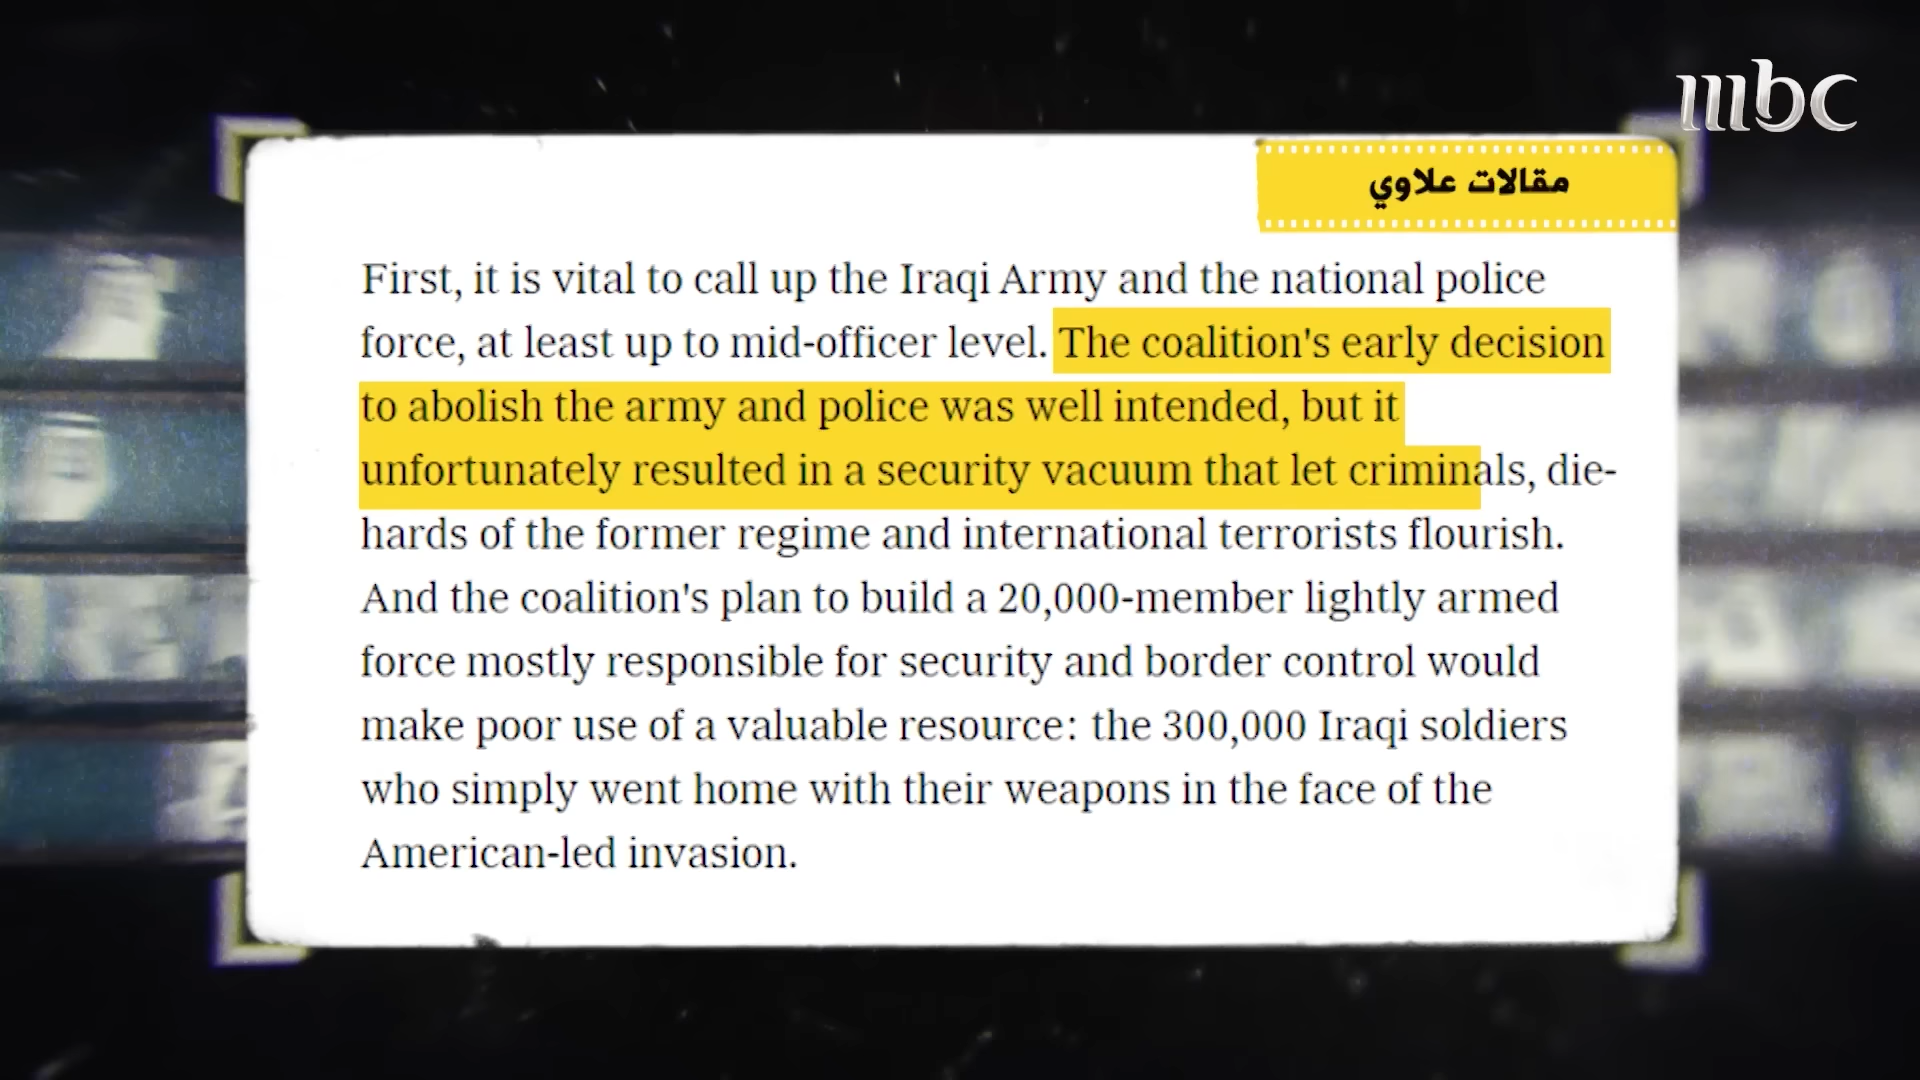 mbc
مقالات علاوي
First, it is vital to call up the Iraqi Army and the national police
force, at least up to mid-officer level. The coalition's early decision
to abolish the army and police was well intended, but it
unfortunately resulted in a security vacuum that let criminals, die-
hards of the former regime and international terrorists flourish.
And the coalition's plan to build a 20,000-member lightly armed
force mostly responsible for security and border control would
make poor use of a valuable resource: the 300,000 Iraqi soldiers
who simply went home with their weapons in the face of the
American-led invasion.